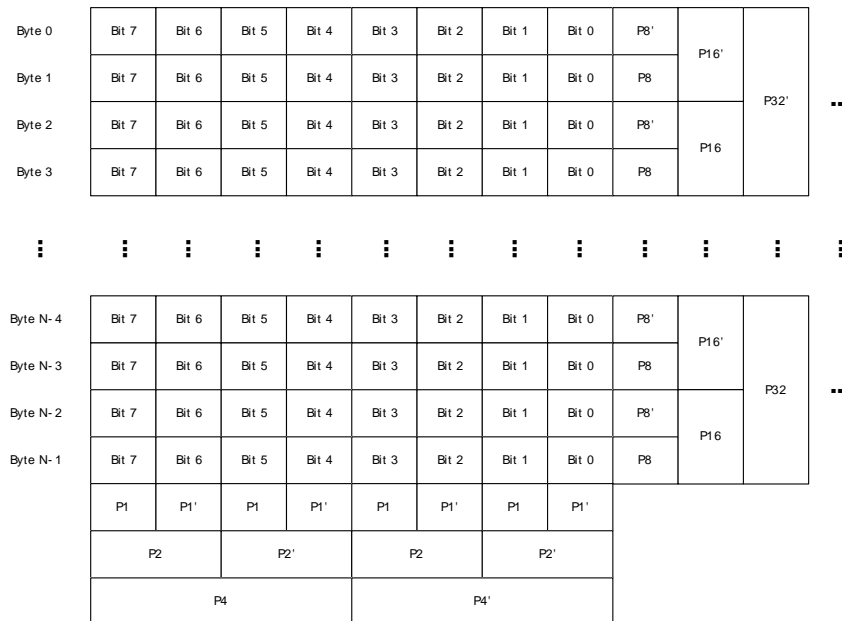 Byte 0 Bit 7 Bit 6 Bit 5 Bit 4 Bit 3 Bit 2 Bit 1 Bit 0 P8'
P16'
Byte 1 Bit 7 Bit 6 Bit 5 Bit 4 Bit 3 Bit 2 Bit 1 Bit 0 P8
P32'
Byte 2 Bit 7 Bit 6 Bit 5 Bit 4 Bit 3 Bit 2 Bit 1 Bit 0 P8'
P16
Byte 3 Bit 7 Bit 6 Bit 5 Bit 4 Bit 3 Bit 2 Bit 1 Bit 0 P8
Byte N-4 Bit 7 Bit 6 Bit 5 Bit 4 Bit 3 Bit 2 Bit 1 Bit 0 P8'
P16'
Byte N-3 Bit 7 Bit 6 Bit 5 Bit 4 Bit 3 Bit 2 Bit 1 Bit 0 P8
P32
Byte N-2 Bit 7 Bit 6 Bit 5 Bit 4 Bit 3 Bit 2 Bit 1 Bit 0 P8'
P16
Byte N-1 Bit 7 Bit 6 Bit 5 Bit 4 Bit 3 Bit 2 Bit 1 Bit 0 P8
P1 P1' P1 P1' P1 P1' P1 P1'
P2 P2' P2 P2'
P4 P4'